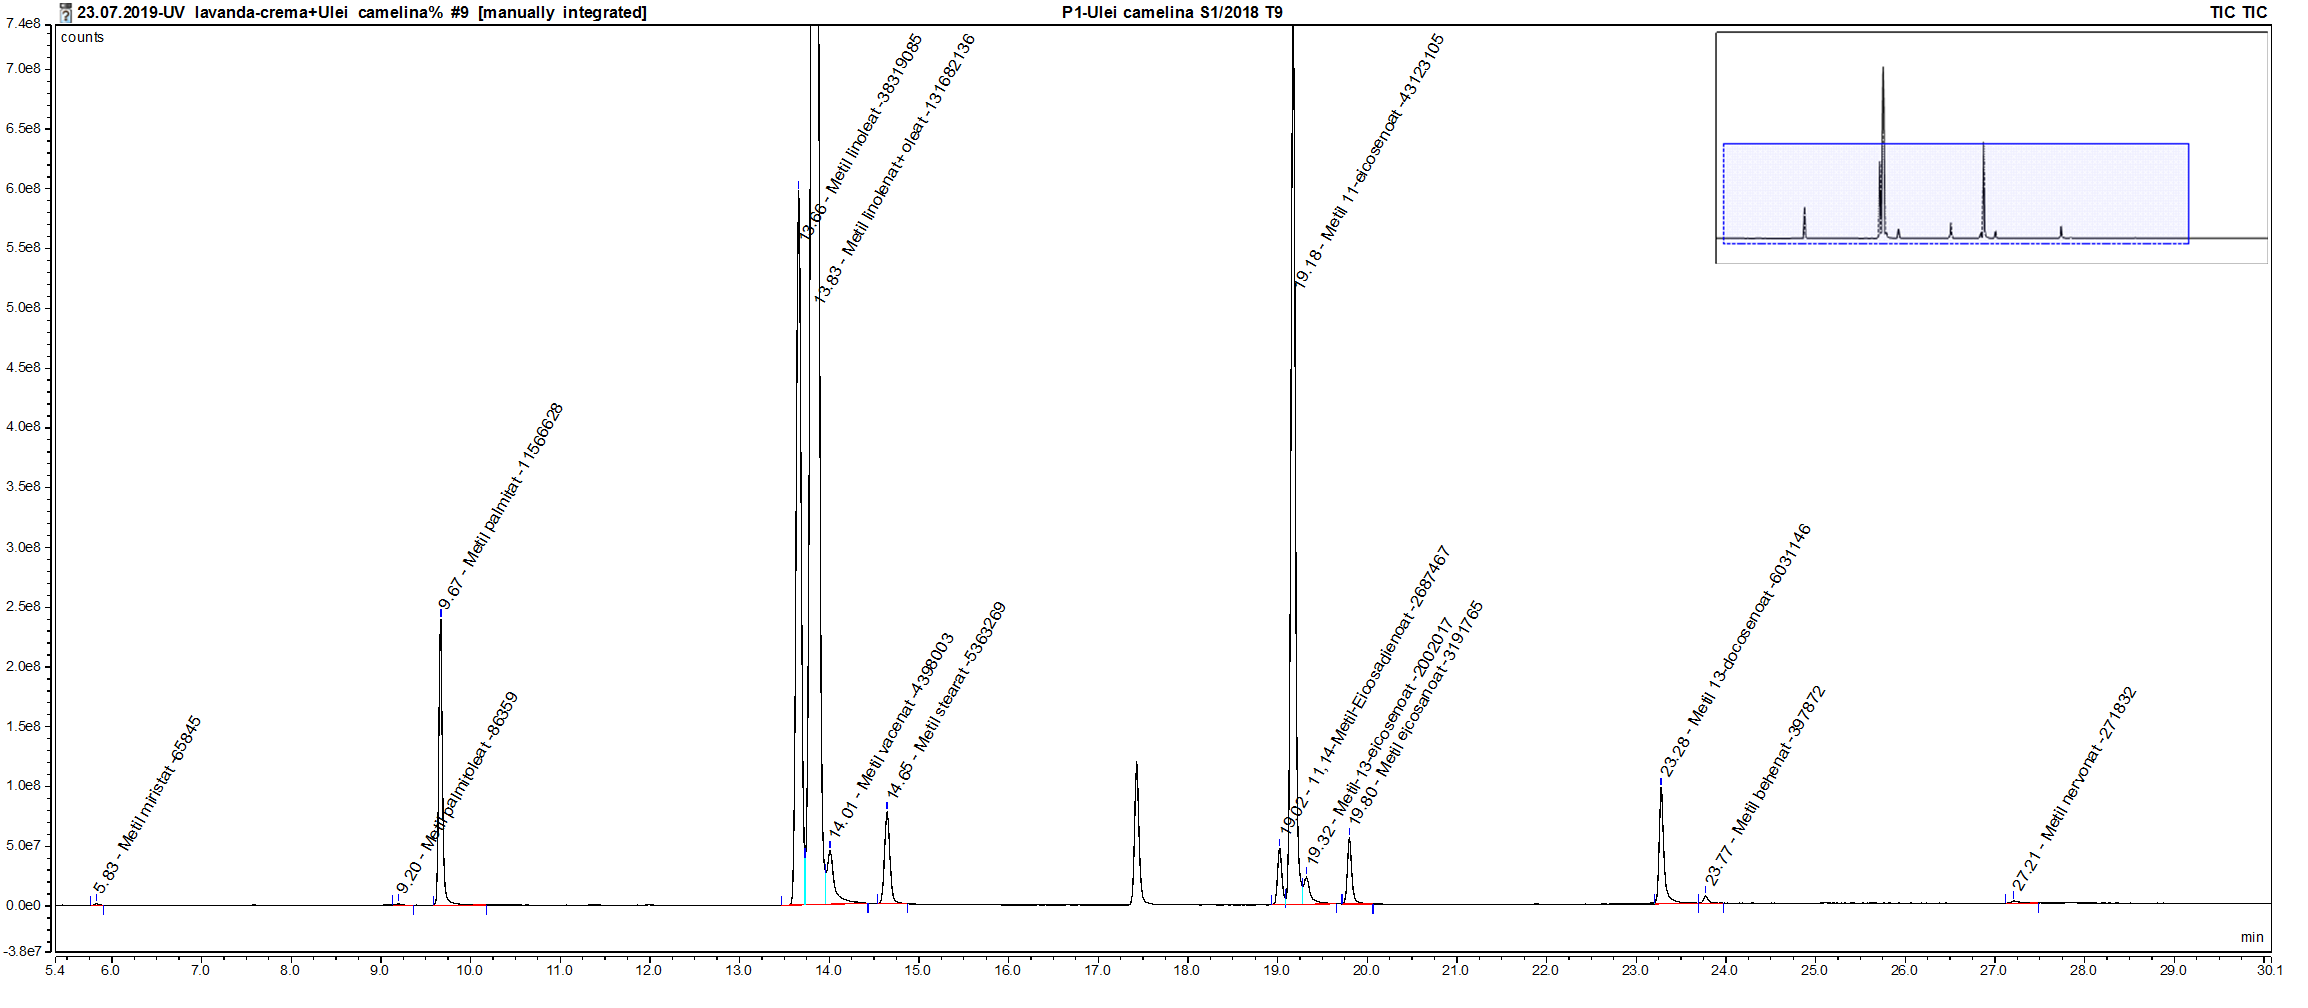 23.07.2019-UV lavanda-crema+Ulei camelina% #9 [manually integrated]
P1-Ulei camelina S1/2018 T9
TIC TIC
counts
7.4e8
7.0e8
6.5e8
6.0e8
5.5e8
5.0e8
4.5e8
4.0e8
3.5e8
3.0e8
2.5e8
2.0e8
1.5e8
1.0e8
5.0e7
0.0e0
-3.8e7
5.83 - Metil miristat -65845
9.20 - Metil palmitoleat -86359
9.67 - Metil palmitat -11566628
13.66 - Metil linoleat -38319085
13.83 - Metil linolenat+ oleat -131682136
14.01 - Metil vacenat -4398003
14.65 - Metil stearat -5363269
19.02 - 11,14-Metil-Eicosadienoat -2687467
19.18 - Metil 11-eicosenoat -43123105
19.32 - Metil-13-eicosenoat -2002017
19.80 - Metil eicosanoat -3191765
23.28 - Metil 13-docosenoat -6031146
23.77 - Metil behenat -397872
27.21 - Metil nervonat -271832
min
5.4 6.0 7.0 8.0 9.0 10.0 11.0 12.0 13.0 14.0 15.0 16.0 17.0 18.0 19.0 20.0 21.0 22.0 23.0 24.0 25.0 26.0 27.0 28.0 29.0 30.1